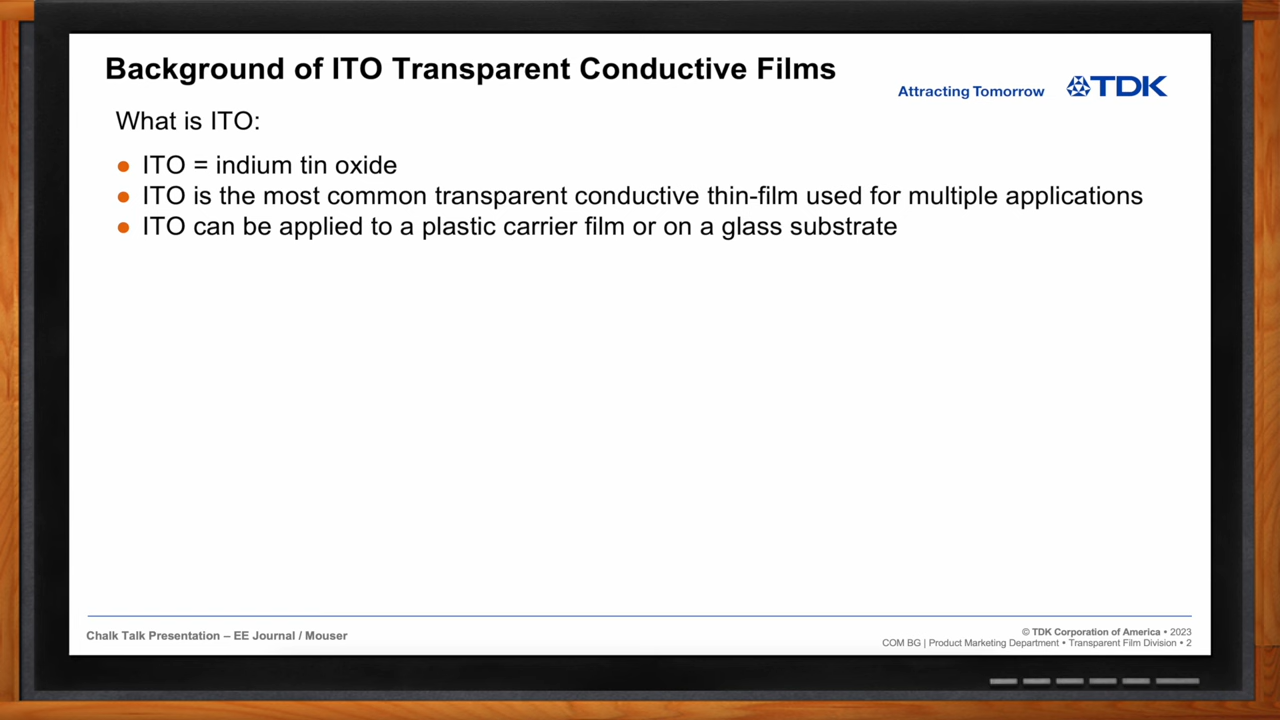 Background of ITO Transparent Conductive Films
Attracting Tomorrow TDK
What is ITO:
● ITO = indium tin oxide
● ITO is the most common transparent conductive thin-film used for multiple applications
● ITO can be applied to a plastic carrier film or on a glass substrate
Chalk Talk Presentation – EE Journal / Mouser
© TDK Corporation of America • 2023
COM BG | Product Marketing Department • Transparent Film Division • 2